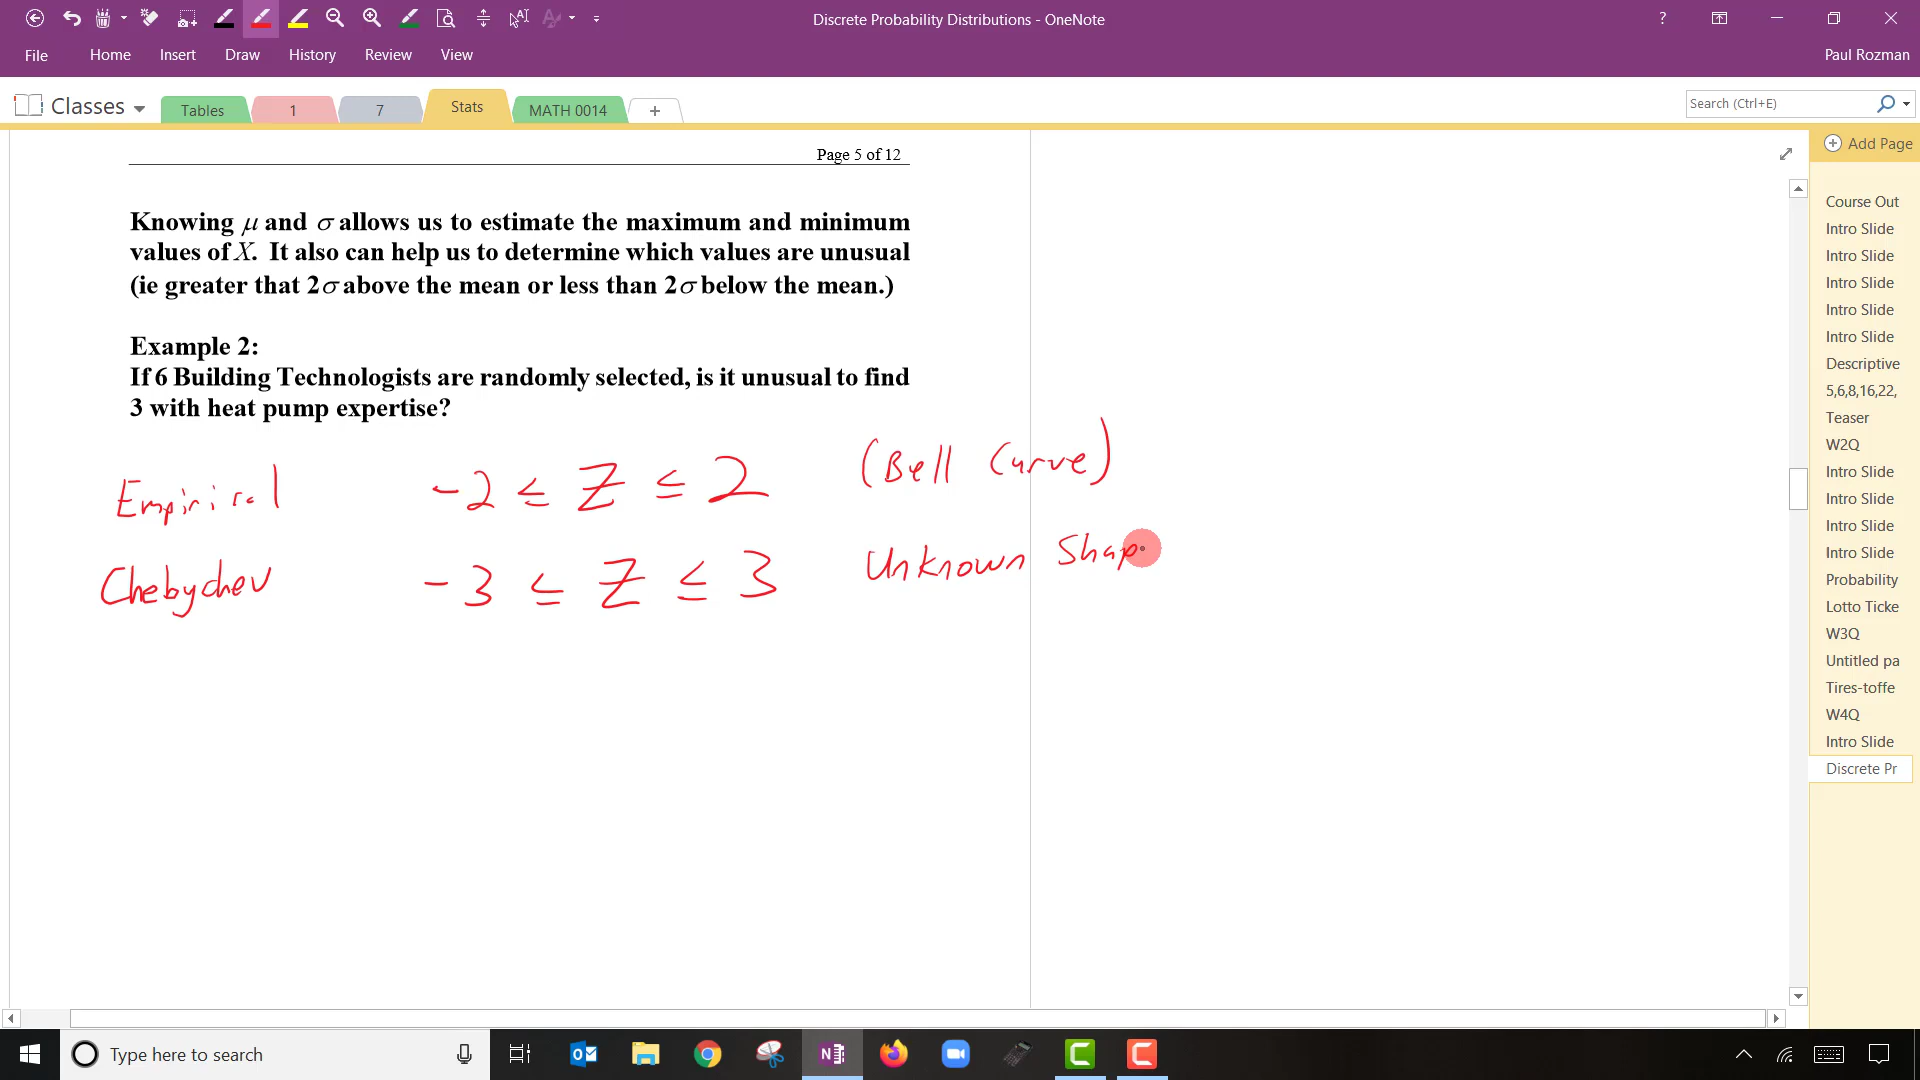 Discrete Probability Distributions - OneNote
?
File
Home
Insert
Draw
History
Review
View
Paul Rozman
Classes
Tables
1
7
Stats
MATH 0014
+
Search (Ctrl+E)
Add Page
Page 5 of 12
Knowing μ and σ allows us to estimate the maximum and minimum
values of X. It also can help us to determine which values are unusual
(ie greater that 2σ above the mean or less than 2σ below the mean.)
Example 2:
If 6 Building Technologists are randomly selected, is it unusual to find
3 with heat pump expertise?
Empirical -2 ≤ Z ≤ 2 (Bell Curve)
Chebychev -3 ≤ Z ≤ 3 Unknown Shap
Course Out
Intro Slide
Intro Slide
Intro Slide
Intro Slide
Intro Slide
Descriptive
5,6,8,16,22,
Teaser
W2Q
Intro Slide
Intro Slide
Intro Slide
Intro Slide
Probability
Lotto Ticke
W3Q
Untitled pa
Tires-toffe
W4Q
Intro Slide
Discrete Pr
Type here to search